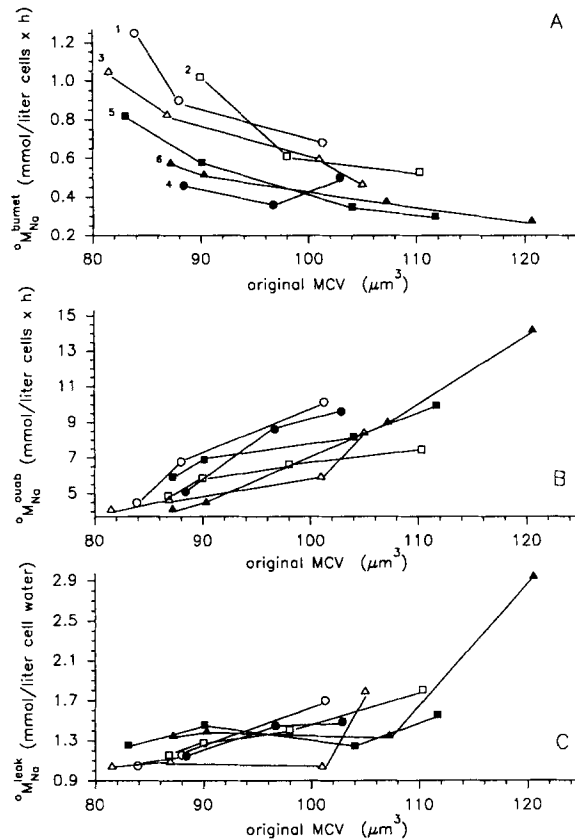 A
°M Na bumet (mmol/liter cells x h)
1.2
1.0
0.8
0.6
0.4
0.2
1
3
2
5
6
4
80 90 100 110 120
original MCV (μm³)
B
°M Na ouab (mmol/liter cells x h)
15
13
11
9
7
5
80 90 100 110 120
original MCV (μm³)
C
°M Na leak (mmol/liter cell water)
2.9
2.5
2.1
1.7
1.3
0.9
80 90 100 110 120
original MCV (μm³)